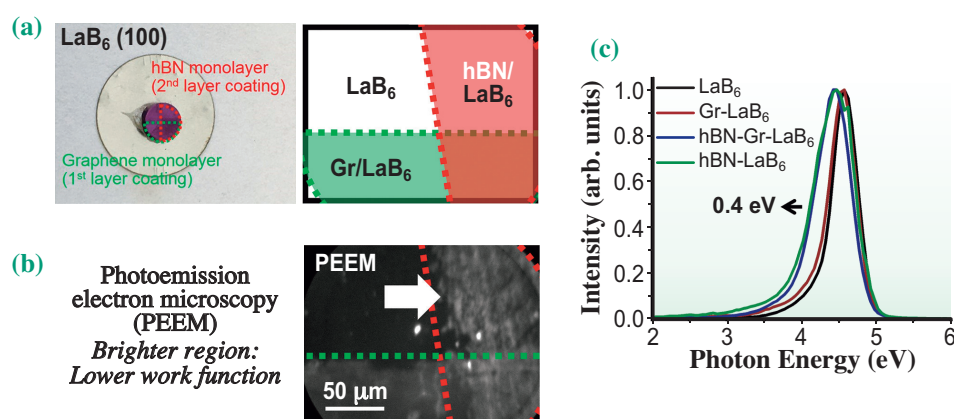 (a)
LaB6 (100)
hBN monolayer
(2nd layer coating)
Graphene monolayer
(1st layer coating)
LaB6
hBN/
LaB6
Gr/LaB6
(b)
Photoemission
electron microscopy
(PEEM)
Brighter region:
Lower work function
PEEM
50 μm
(c)
LaB6
Gr-LaB6
hBN-Gr-LaB6
hBN-LaB6
0.4 eV
Intensity (arb. units)
1.0
0.8
0.6
0.4
0.2
0.0
2 3 4 5 6
Photon Energy (eV)